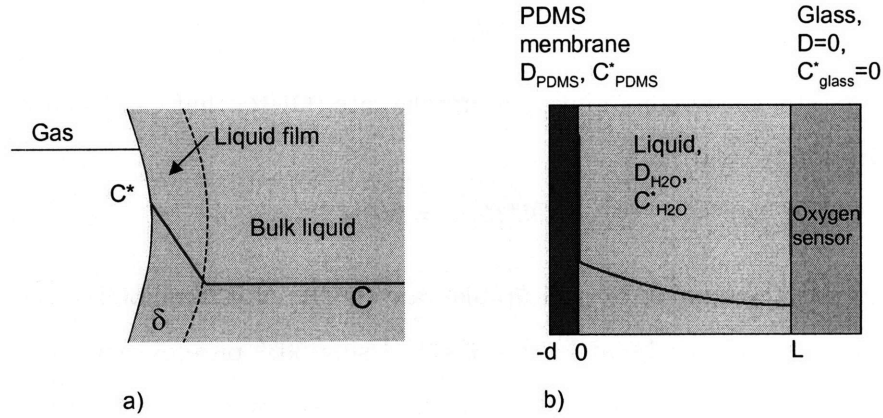 Gas
Liquid film
C*
Bulk liquid
C
δ
a)
PDMS
membrane
D_PDMS, C*_PDMS
Glass,
D=0,
C*_glass=0
Liquid,
D_H2O,
C*_H2O
Oxygen
sensor
-d
0
L
b)